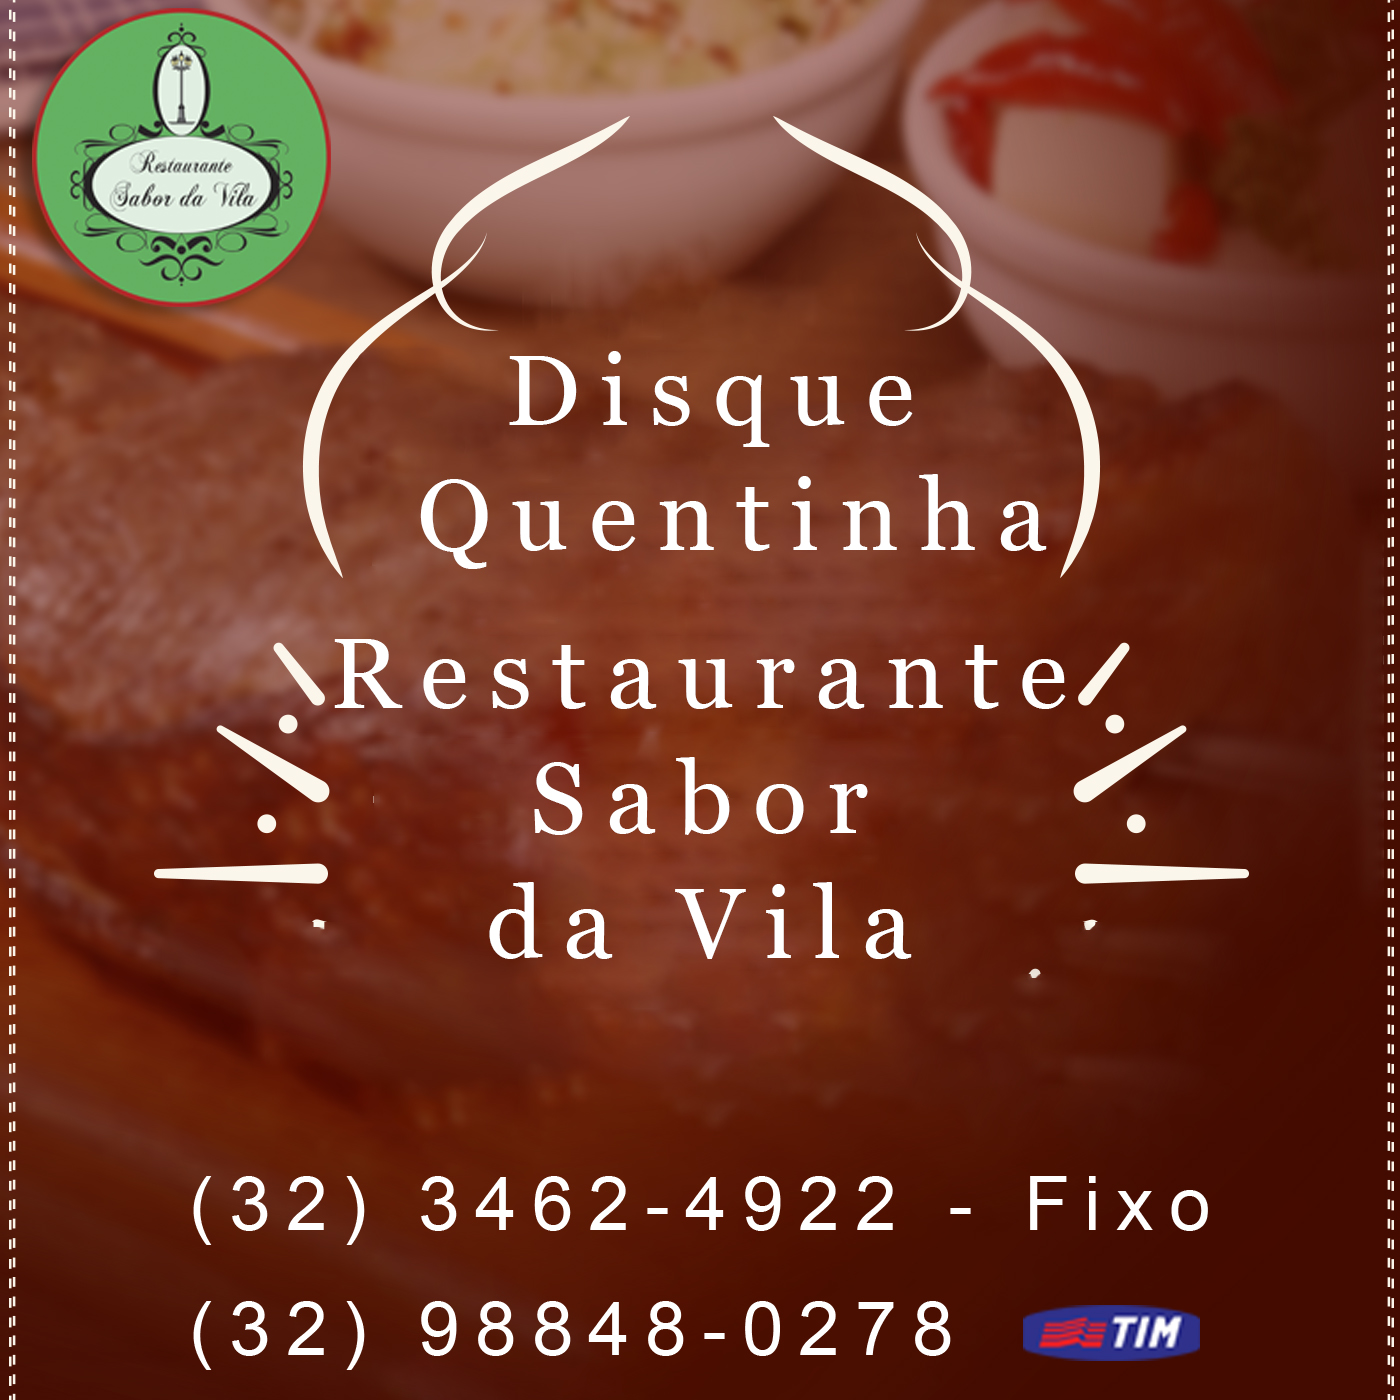 Restaurante
Sabor da Vila
Disque
Quentinha
Restaurante
Sabor
da Vila
(32) 3462-4922 - Fixo
(32) 98848-0278 TIM